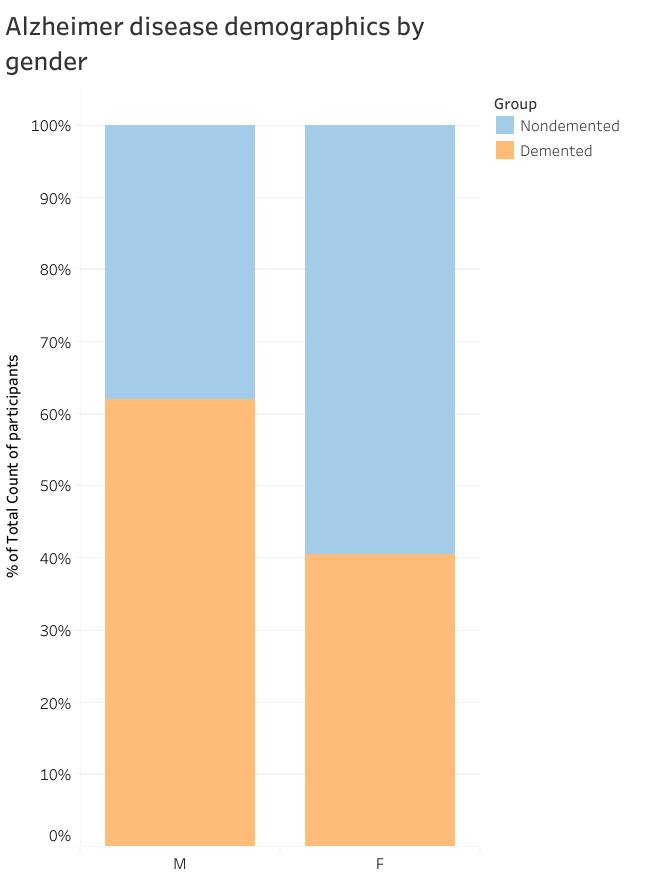 Alzheimer disease demographics by
gender
Group
Nondemented
Demented
% of Total Count of participants
100%
90%
80%
70%
60%
50%
40%
30%
20%
10%
0%
M
F